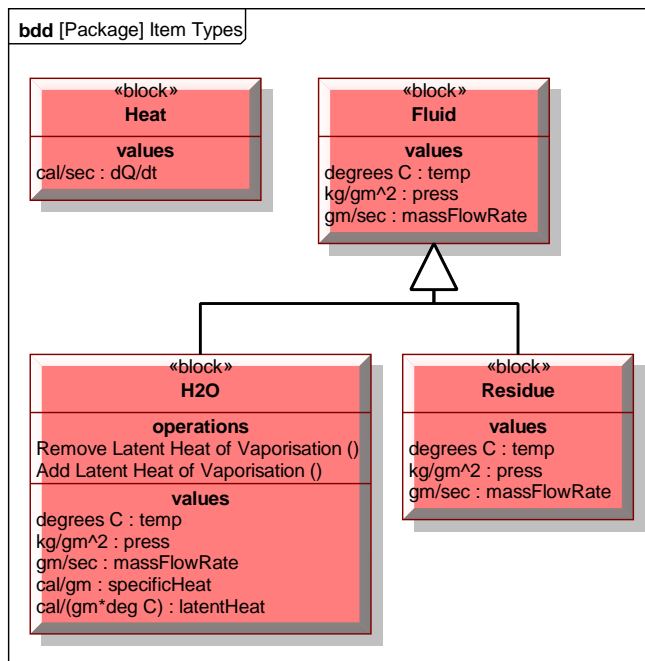 bdd [Package] Item Types
«block»
Heat
values
cal/sec : dQ/dt
«block»
Fluid
values
degrees C : temp
kg/gm^2 : press
gm/sec : massFlowRate
«block»
H2O
operations
Remove Latent Heat of Vaporisation ()
Add Latent Heat of Vaporisation ()
values
degrees C : temp
kg/gm^2 : press
gm/sec : massFlowRate
cal/gm : specificHeat
cal/(gm*deg C) : latentHeat
«block»
Residue
values
degrees C : temp
kg/gm^2 : press
gm/sec : massFlowRate